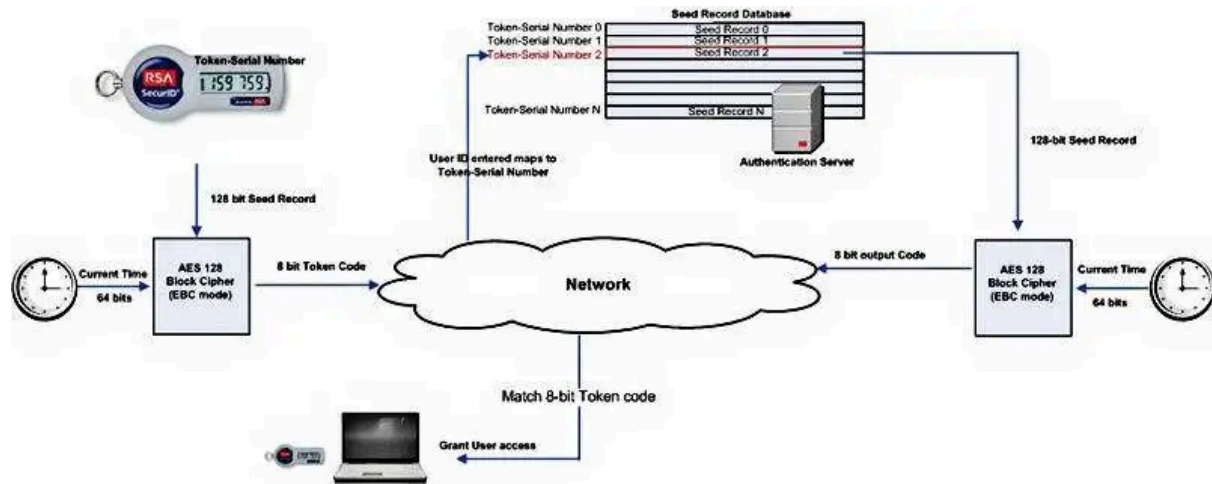 Seed Record Database
Token-Serial Number 0
Seed Record 0
Token-Serial Number 1
Seed Record 1
Token-Serial Number 2
Seed Record 2
Token-Serial Number
RSA
SecurID
159 759
Token-Serial Number N
Seed Record N
Authentication Server
User ID entered maps to
Token-Serial Number
128-bit Seed Record
128 bit Seed Record
Current Time
64 bits
AES 128
Block Cipher
(EBC mode)
8 bit Token Code
Network
8 bit output Code
AES 128
Block Cipher
(EBC mode)
Current Time
64 bits
Match 8-bit Token code
Grant User access